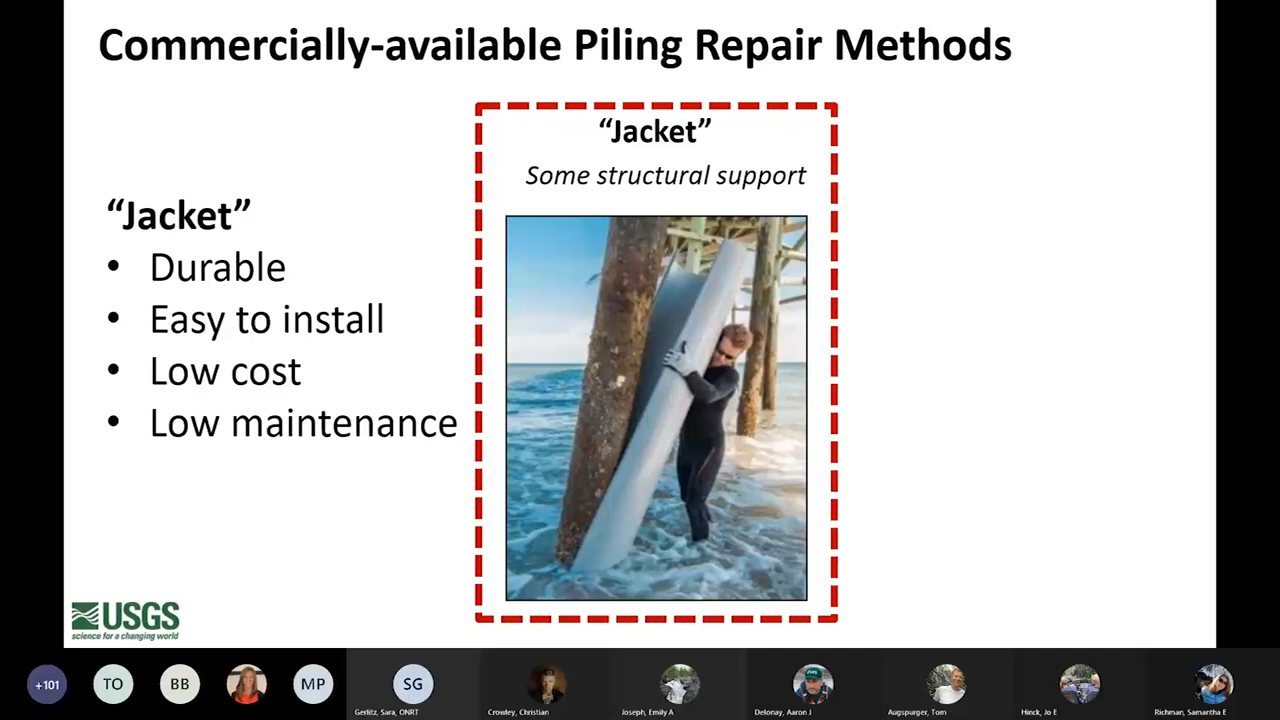 Commercially-available Piling Repair Methods
“Jacket”
Some structural support
“Jacket”
• Durable
• Easy to install
• Low cost
• Low maintenance
USGS
science for a changing world
+101
TO
BB
MP
SG
Gerlitz, Sara, ONRT
Crowley, Christian
Joseph, Emily A
Delonay, Aaron J
Augspurger, Tom
Hinck, Jo E
Richman, Samantha E